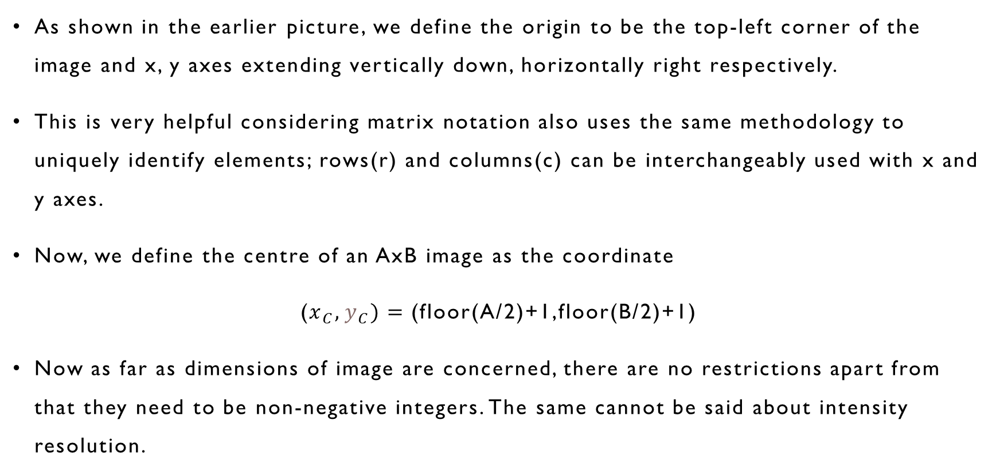 • As shown in the earlier picture, we define the origin to be the top-left corner of the
image and x, y axes extending vertically down, horizontally right respectively.
• This is very helpful considering matrix notation also uses the same methodology to
uniquely identify elements; rows(r) and columns(c) can be interchangeably used with x and
y axes.
• Now, we define the centre of an AxB image as the coordinate
(x_C, y_C) = (floor(A/2)+1,floor(B/2)+1)
• Now as far as dimensions of image are concerned, there are no restrictions apart from
that they need to be non-negative integers. The same cannot be said about intensity
resolution.